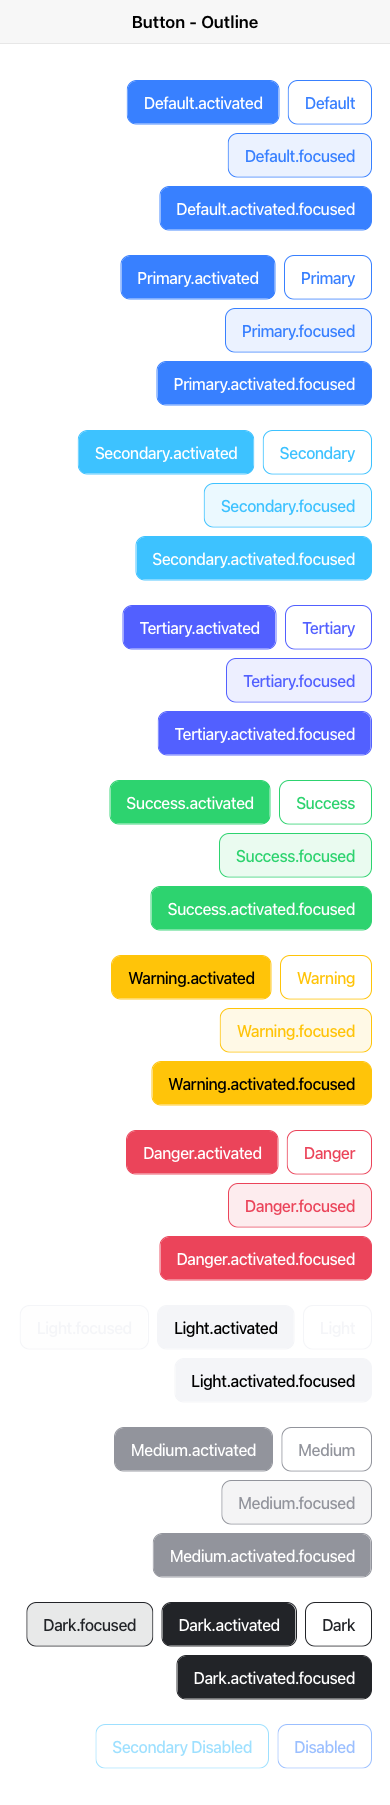 Button - Outline
Default.activated Default
Default.focused
Default.activated.focused
Primary.activated Primary
Primary.focused
Primary.activated.focused
Secondary.activated Secondary
Secondary.focused
Secondary.activated.focused
Tertiary.activated Tertiary
Tertiary.focused
Tertiary.activated.focused
Success.activated Success
Success.focused
Success.activated.focused
Warning.activated Warning
Warning.focused
Warning.activated.focused
Danger.activated Danger
Danger.focused
Danger.activated.focused
Light.focused Light.activated Light
Light.activated.focused
Medium.activated Medium
Medium.focused
Medium.activated.focused
Dark.focused Dark.activated Dark
Dark.activated.focused
Secondary Disabled Disabled